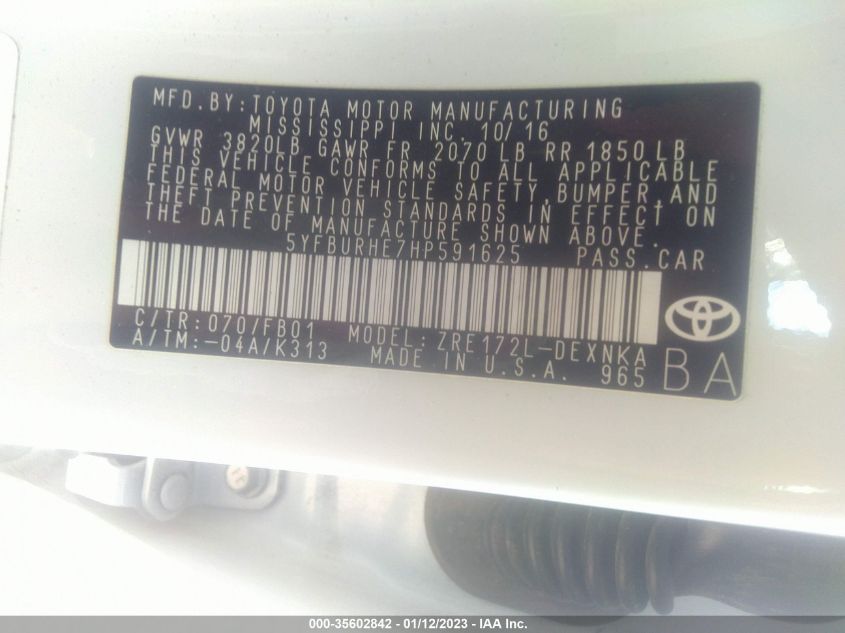 MFD.BY:TOYOTA MOTOR MANUFACTURING
MISSISSIPPI INC. 10/16
GVWR 3820LB GAWR FR 2070 LB RR 1850 LB
THIS VEHICLE CONFORMS TO ALL APPLICABLE
FEDERAL MOTOR VEHICLE SAFETY,BUMPER,AND
THEFT PREVENTION STANDARDS IN EFFECT ON
THE DATE OF MANUFACTURE SHOWN ABOVE.
5YFBURHE7HP591625 PASS.CAR
C/TR:070/FB01 MODEL:ZRE172L-DEXNKA
A/TM:-04A/K313 MADE IN U.S.A. 965
BA
000-35602842 - 01/12/2023 - IAA Inc.